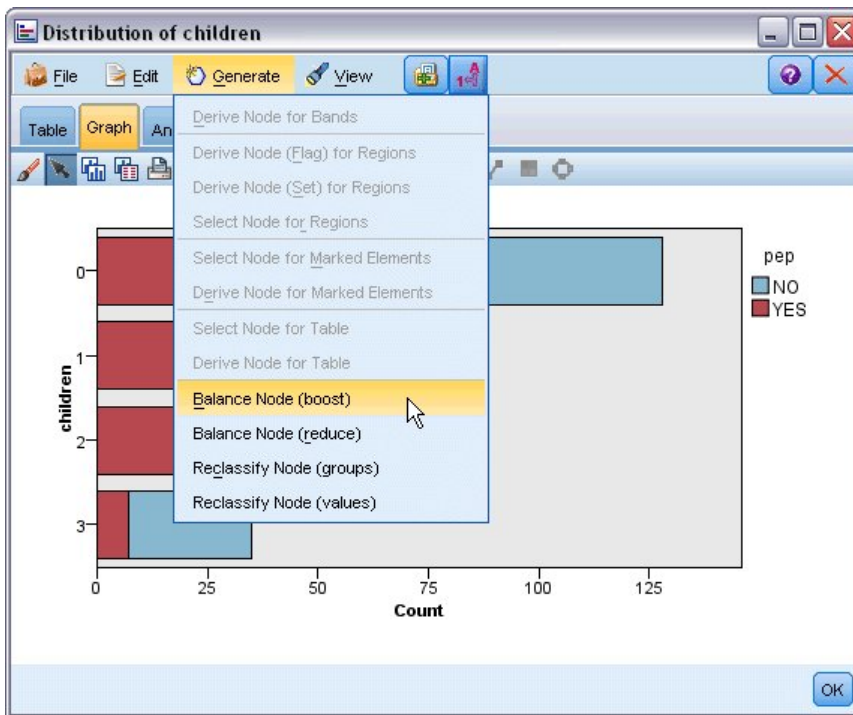 Distribution of children
File Edit Generate View
Table Graph An
Derive Node for Bands
Derive Node (Flag) for Regions
Derive Node (Set) for Regions
Select Node for Regions
Select Node for Marked Elements
Derive Node for Marked Elements
Select Node for Table
Derive Node for Table
Balance Node (boost)
Balance Node (reduce)
Reclassify Node (groups)
Reclassify Node (values)
children
0
1
2
3
0 25 50 75 100 125
Count
pep
NO
YES
OK